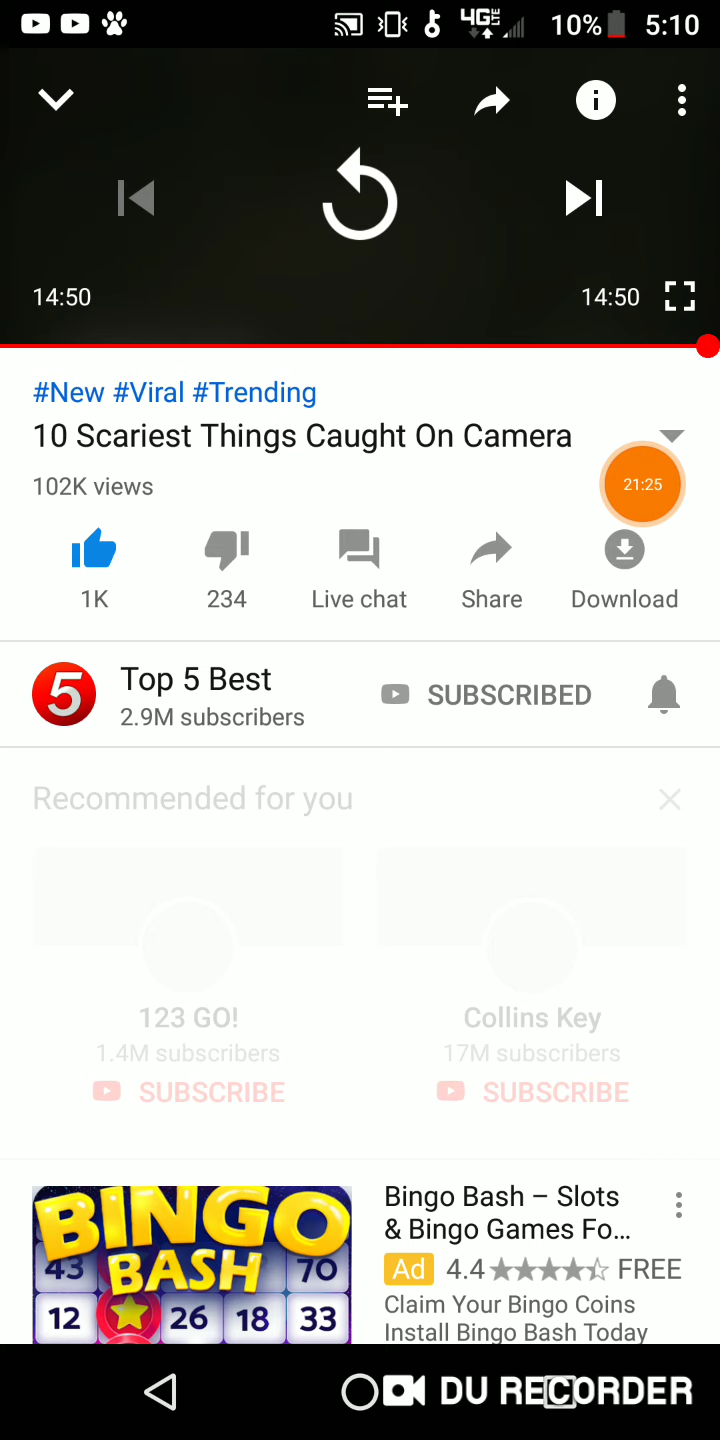 4G LTE 10% 5:10
14:50 14:50
#New #Viral #Trending
10 Scariest Things Caught On Camera
102K views
21:25
1K 234 Live chat Share Download
5 Top 5 Best
2.9M subscribers
SUBSCRIBED
Recommended for you
123 GO!
1.4M subscribers
SUBSCRIBE
Collins Key
17M subscribers
SUBSCRIBE
BINGO
BASH
43 70
12 26 18 33
Bingo Bash – Slots
& Bingo Games Fo...
Ad 4.4 FREE
Claim Your Bingo Coins
Install Bingo Bash Today
DU RECORDER